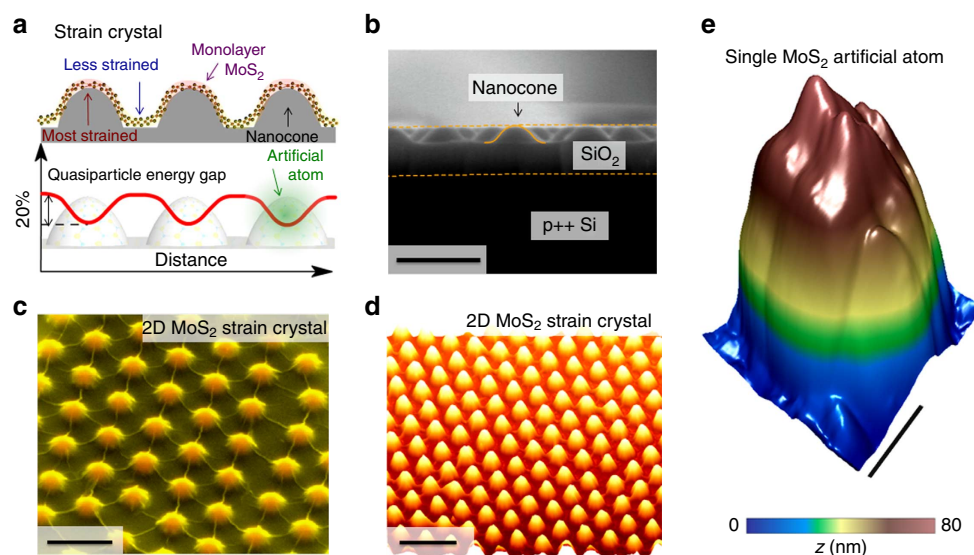 a
Strain crystal
Monolayer
MoS₂
Less strained
Most strained
Nanocone
Artificial
atom
Quasiparticle energy gap
20%
Distance
b
Nanocone
SiO₂
p++ Si
c
2D MoS₂ strain crystal
d
2D MoS₂ strain crystal
e
Single MoS₂ artificial atom
0
80
z (nm)